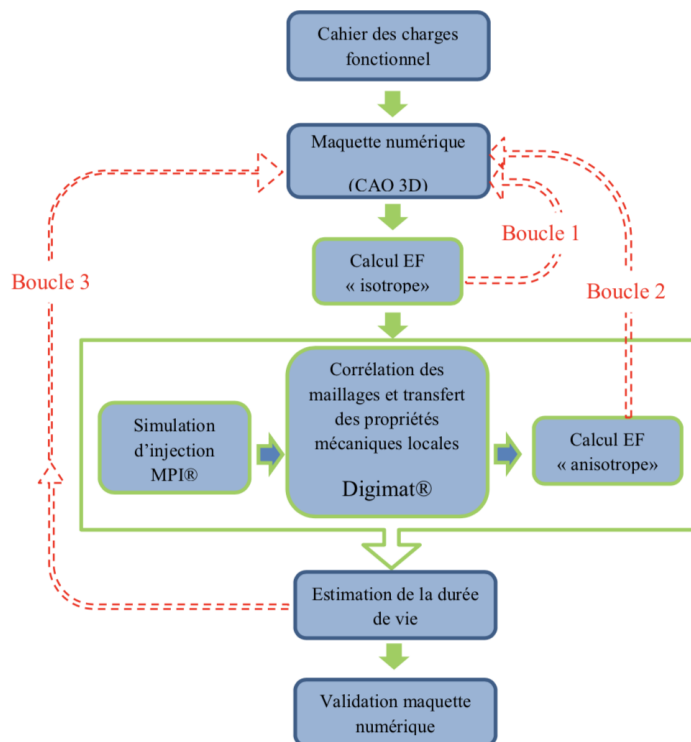 Cahier des charges
fonctionnel
Maquette numérique
(CAO 3D)
Boucle 1
Calcul EF
« isotrope»
Boucle 3
Boucle 2
Corrélation des
maillages et transfert
des propriétés
mécaniques locales
Digimat®
Simulation
d'injection
MPI®
Calcul EF
« anisotrope»
Estimation de la durée
de vie
Validation maquette
numérique